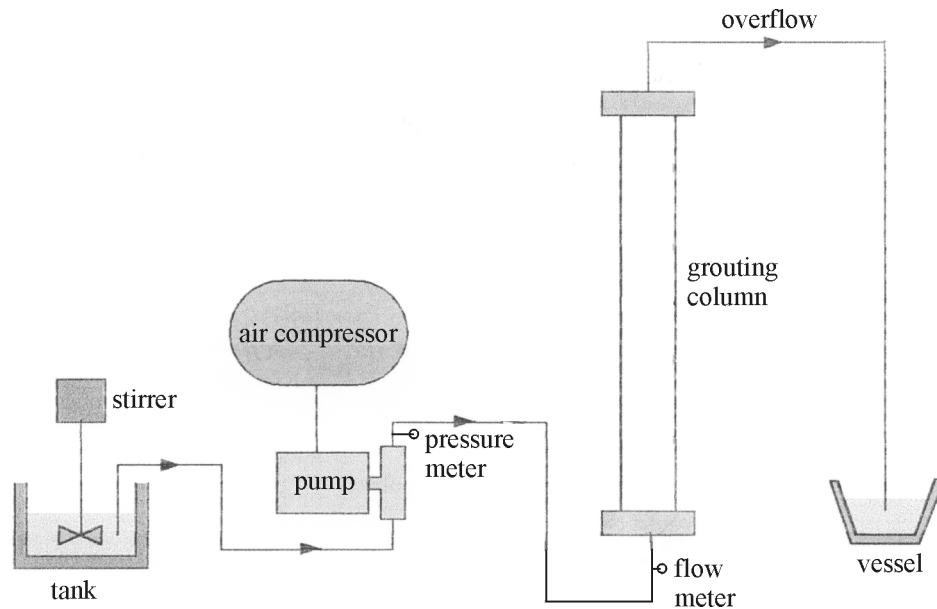 overflow
grouting
column
air compressor
stirrer
pressure
meter
pump
flow
meter
tank
vessel